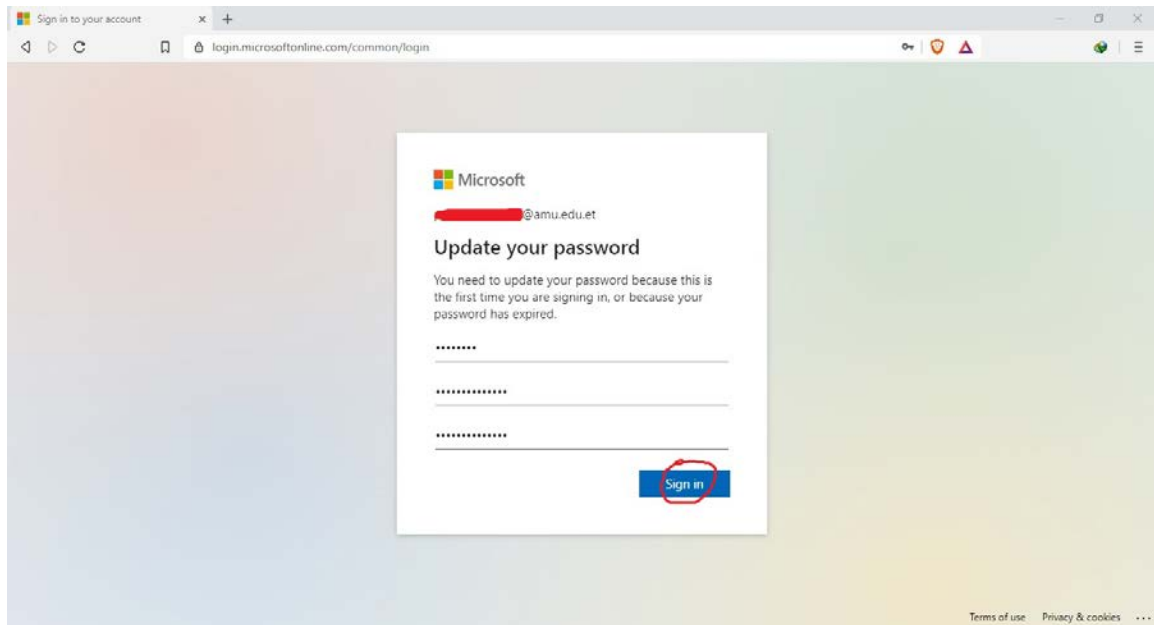 Sign in to your account
login.microsoftonline.com/common/login
Microsoft
@amu.edu.et
Update your password
You need to update your password because this is
the first time you are signing in, or because your
password has expired.
••••••••
••••••••••••••
••••••••••••••
Sign in
Terms of use Privacy & cookies ...